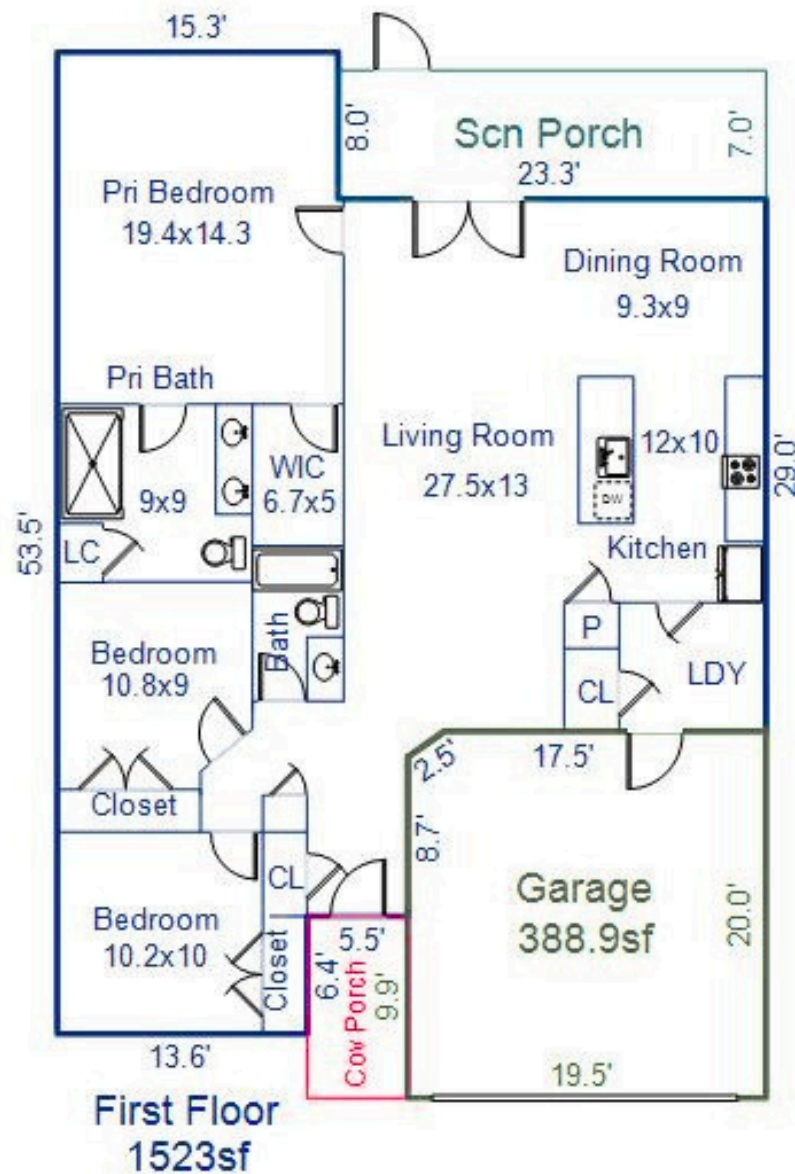 15.3'
8.0'
Scn Porch
7.0'
23.3'
Pri Bedroom
19.4x14.3
Dining Room
9.3x9
Pri Bath
Living Room
27.5x13
12x10
WIC
6.7x5
9x9
DW
29.0'
53.5'
LC
Kitchen
Bath
P
Bedroom
10.8x9
CL
LDY
2.5'
17.5'
Closet
8.7'
CL
Garage
388.9sf
20.0'
Bedroom
10.2x10
Closet
5.5'
6.4'
9.9'
Cov Porch
13.6'
19.5'
First Floor
1523sf